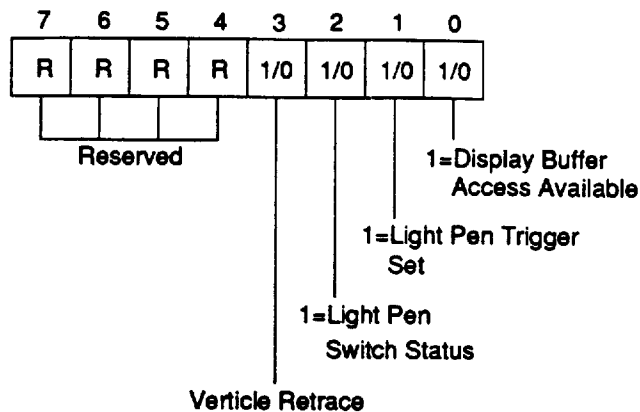 7 6 5 4 3 2 1 0
R R R R 1/0 1/0 1/0 1/0
Reserved
1=Display Buffer
Access Available
1=Light Pen Trigger
Set
1=Light Pen
Switch Status
Verticle Retrace